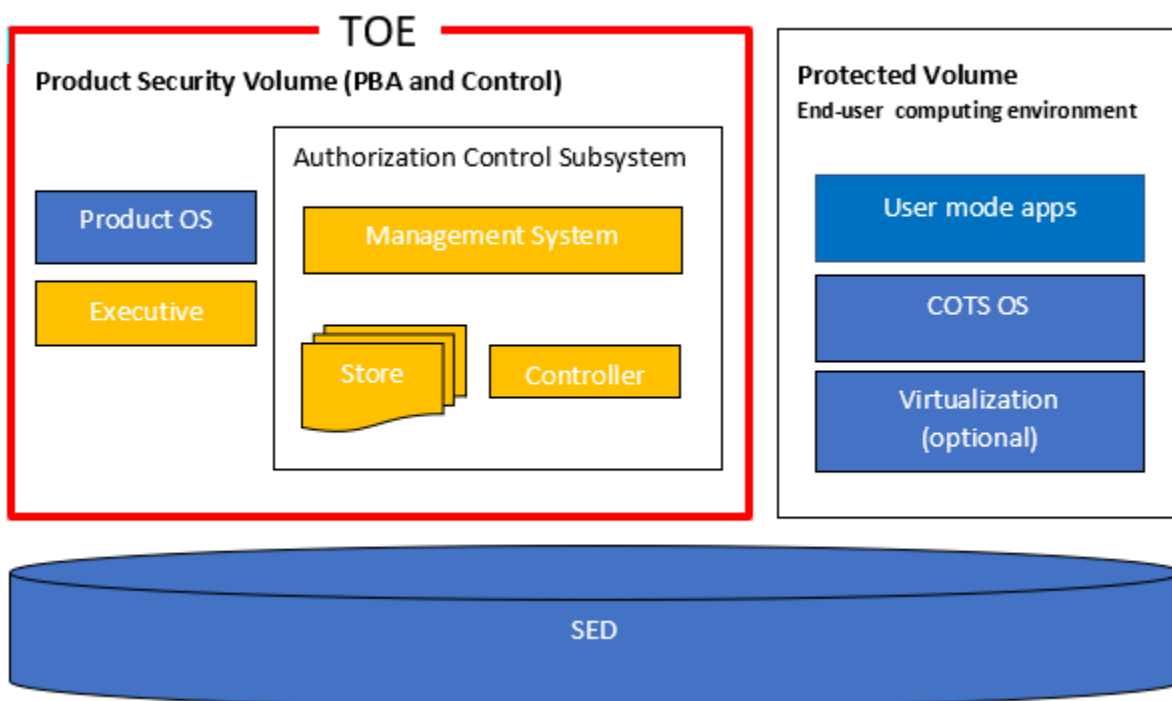 TOE
Product Security Volume (PBA and Control)
Authorization Control Subsystem
Product OS
Management System
Executive
Store
Controller
Protected Volume
End-user computing environment
User mode apps
COTS OS
Virtualization
(optional)
SED